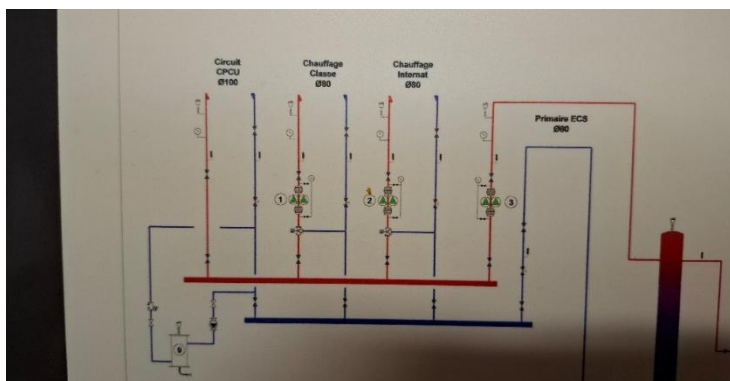 Circuit
CPCU
Ø100
Chauffage
Classe
Ø80
Chauffage
Internat
Ø80
Primaire ECS
Ø80
1
2
3